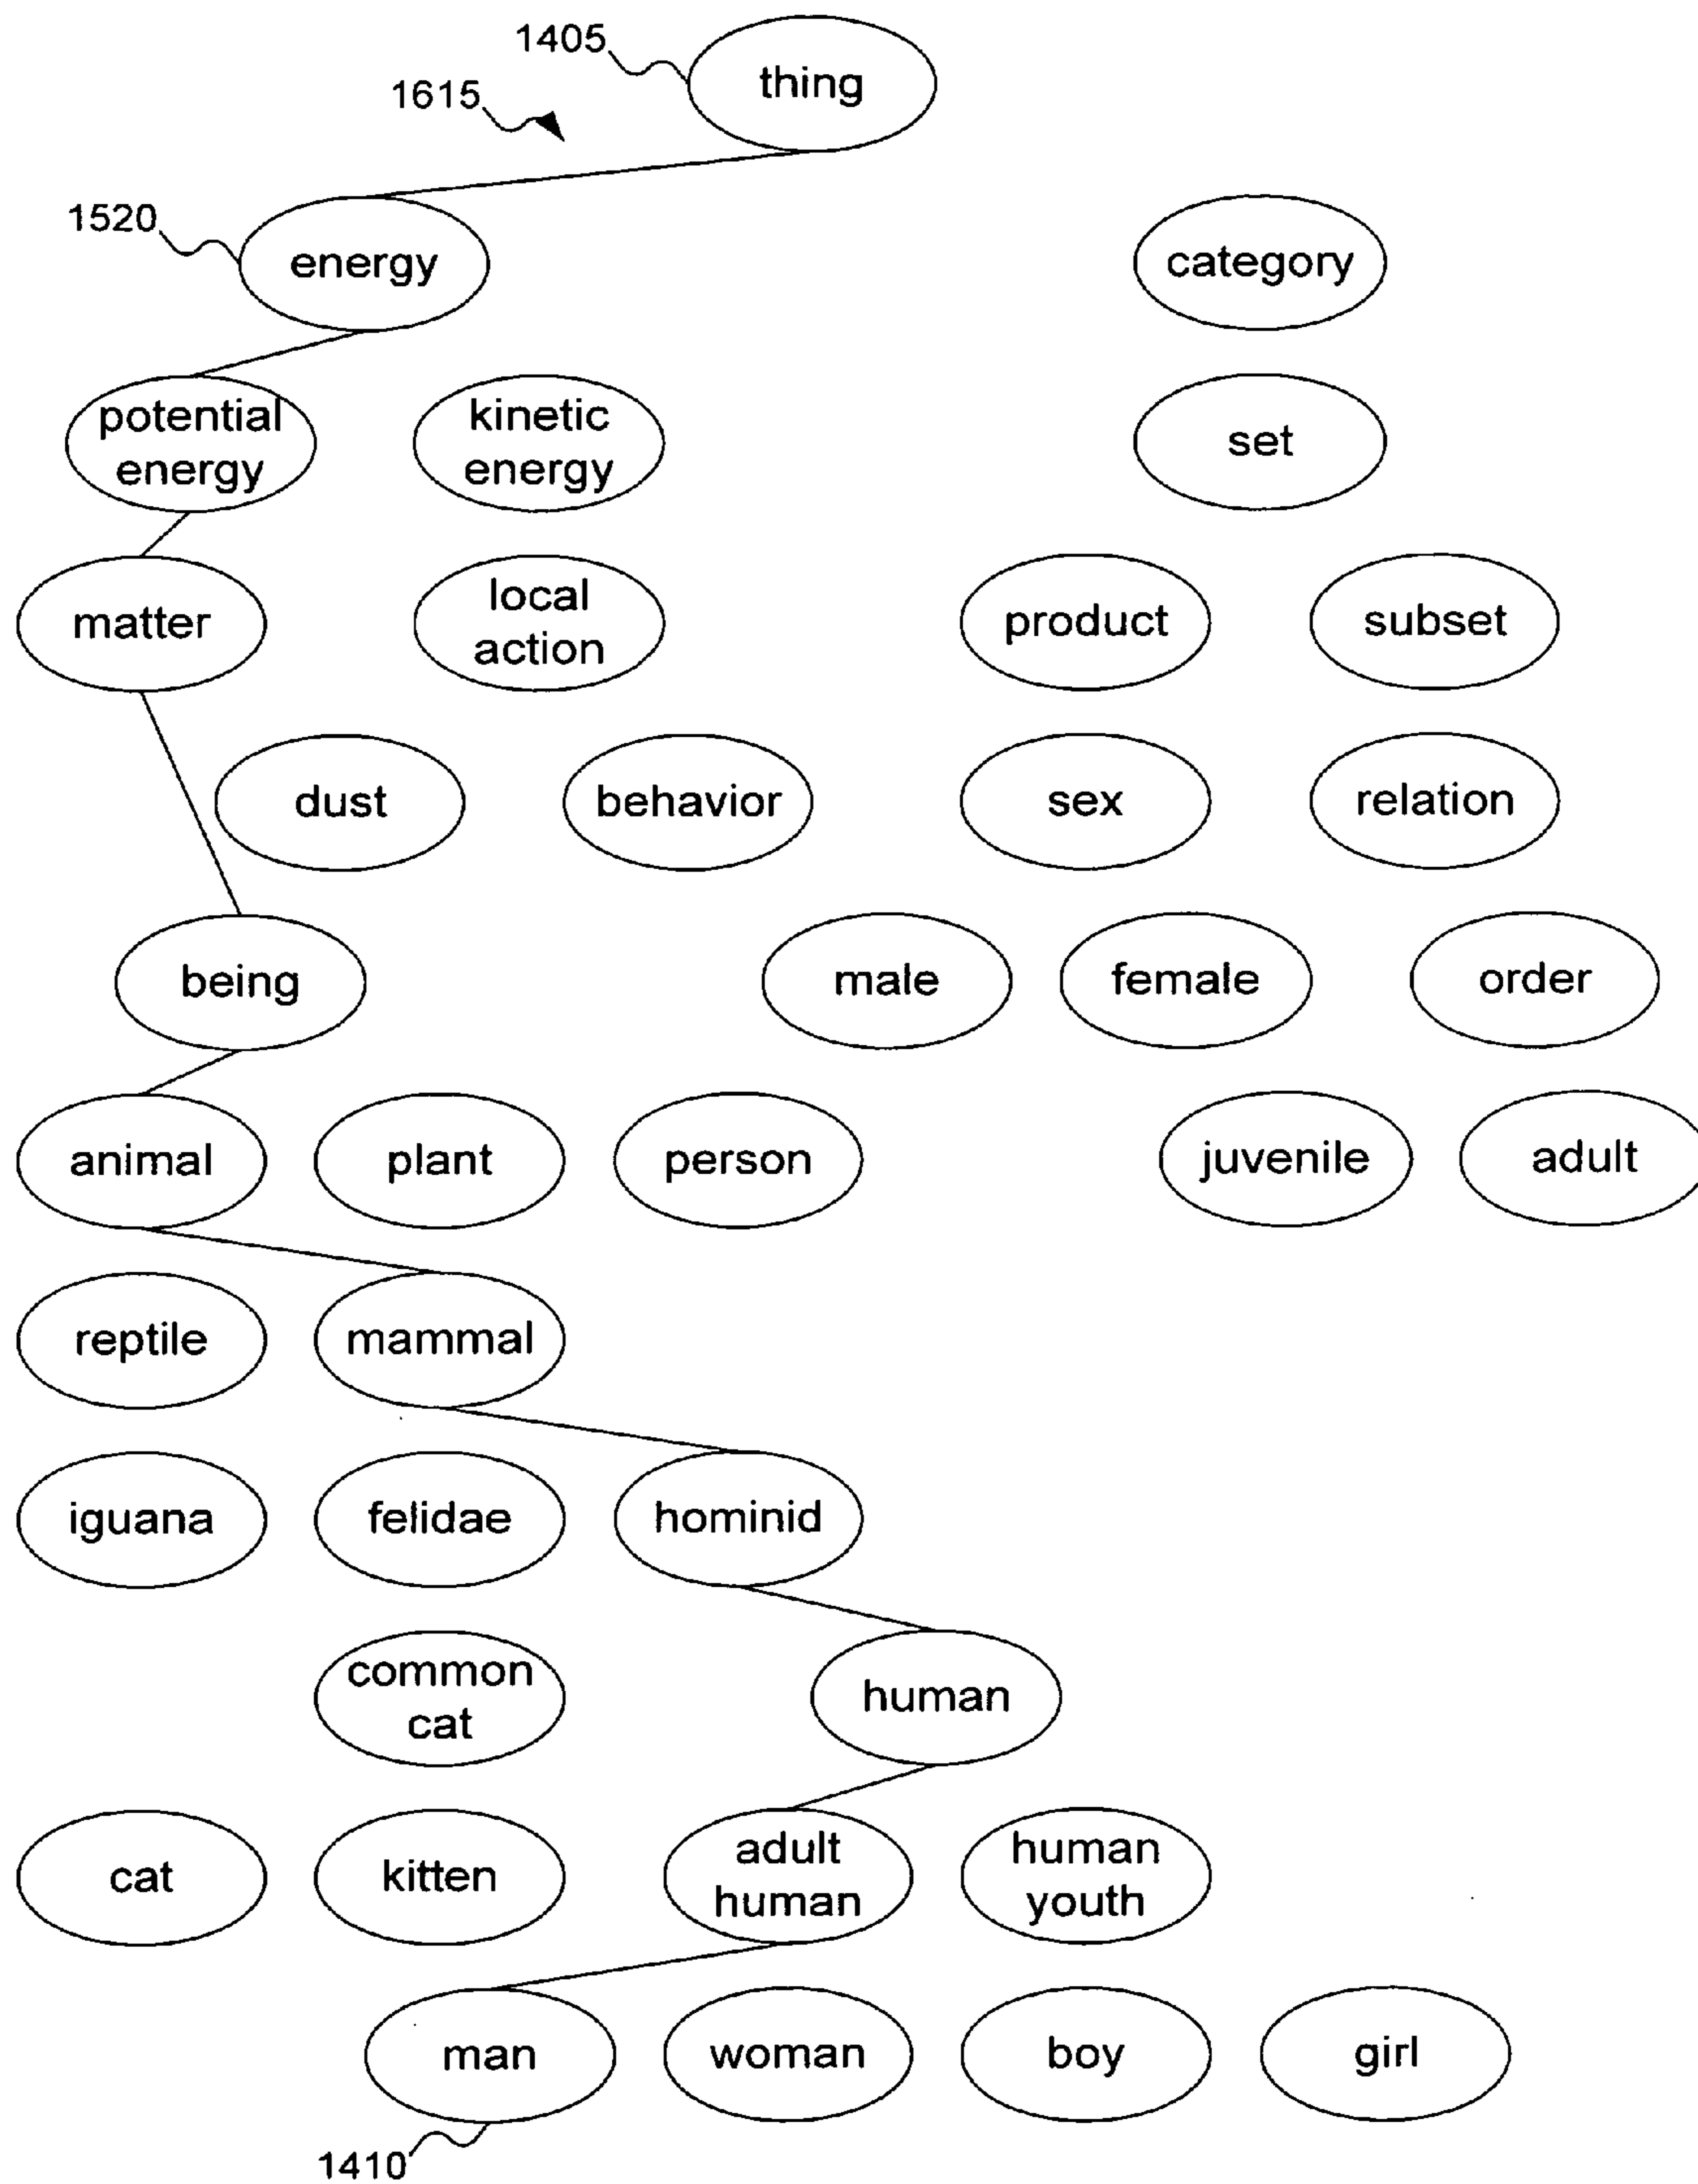 1405
thing
1615
1520
energy
category
potential
energy
kinetic
energy
set
matter
local
action
product
subset
dust
behavior
sex
relation
being
male
female
order
animal
plant
person
juvenile
adult
reptile
mammal
iguana
felidae
hominid
common
cat
human
cat
kitten
adult
human
human
youth
man
woman
boy
girl
1410